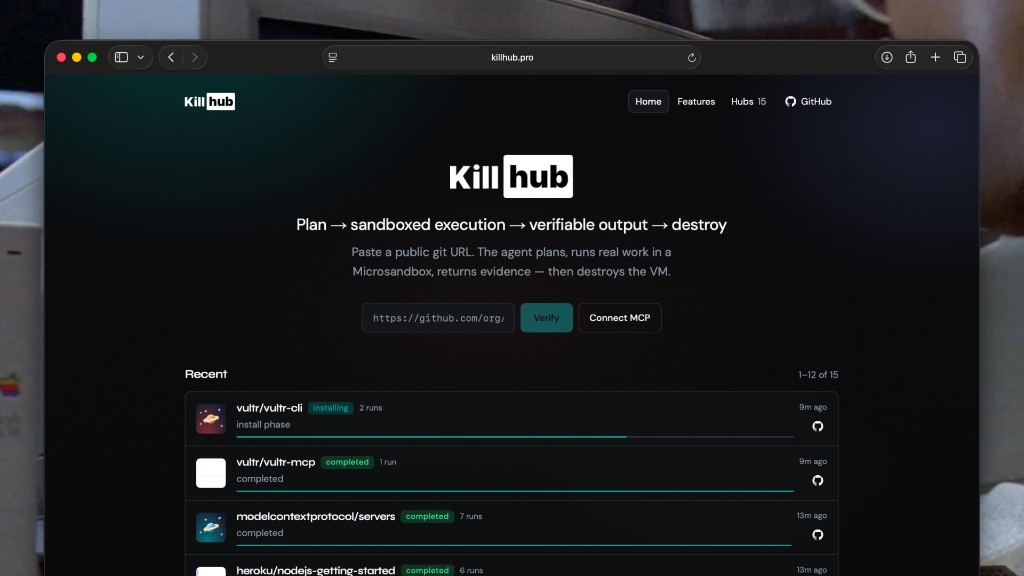 killhub.pro
Kill hub
Home Features Hubs 15 GitHub
Kill hub
Plan → sandboxed execution → verifiable output → destroy
Paste a public git URL. The agent plans, runs real work in a
Microsandbox, returns evidence — then destroys the VM.
https://github.com/org/ Verify Connect MCP
Recent 1–12 of 15
vultr/vultr-cli installing 2 runs 9m ago
install phase
vultr/vultr-mcp completed 1 run 9m ago
completed
modelcontextprotocol/servers completed 7 runs 13m ago
completed
heroku/nodejs-getting-started completed 6 runs 13m ago